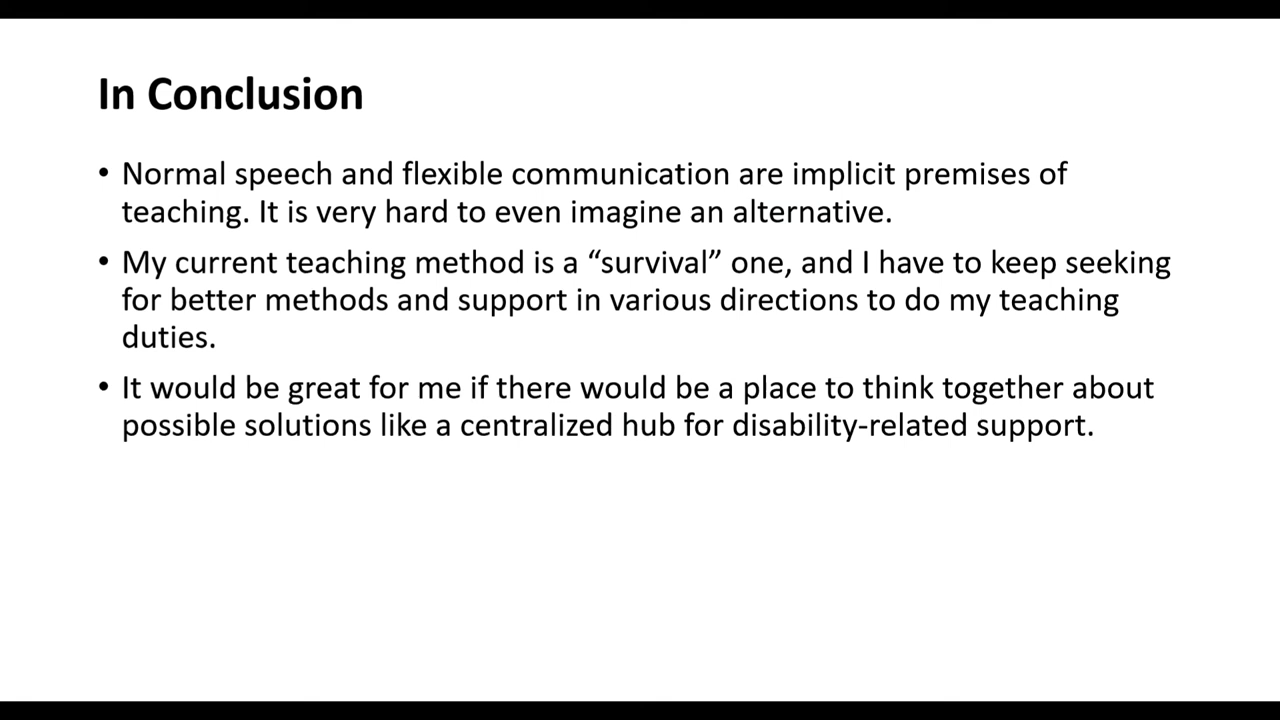 In Conclusion
• Normal speech and flexible communication are implicit premises of
teaching. It is very hard to even imagine an alternative.
• My current teaching method is a “survival” one, and I have to keep seeking
for better methods and support in various directions to do my teaching
duties.
• It would be great for me if there would be a place to think together about
possible solutions like a centralized hub for disability-related support.